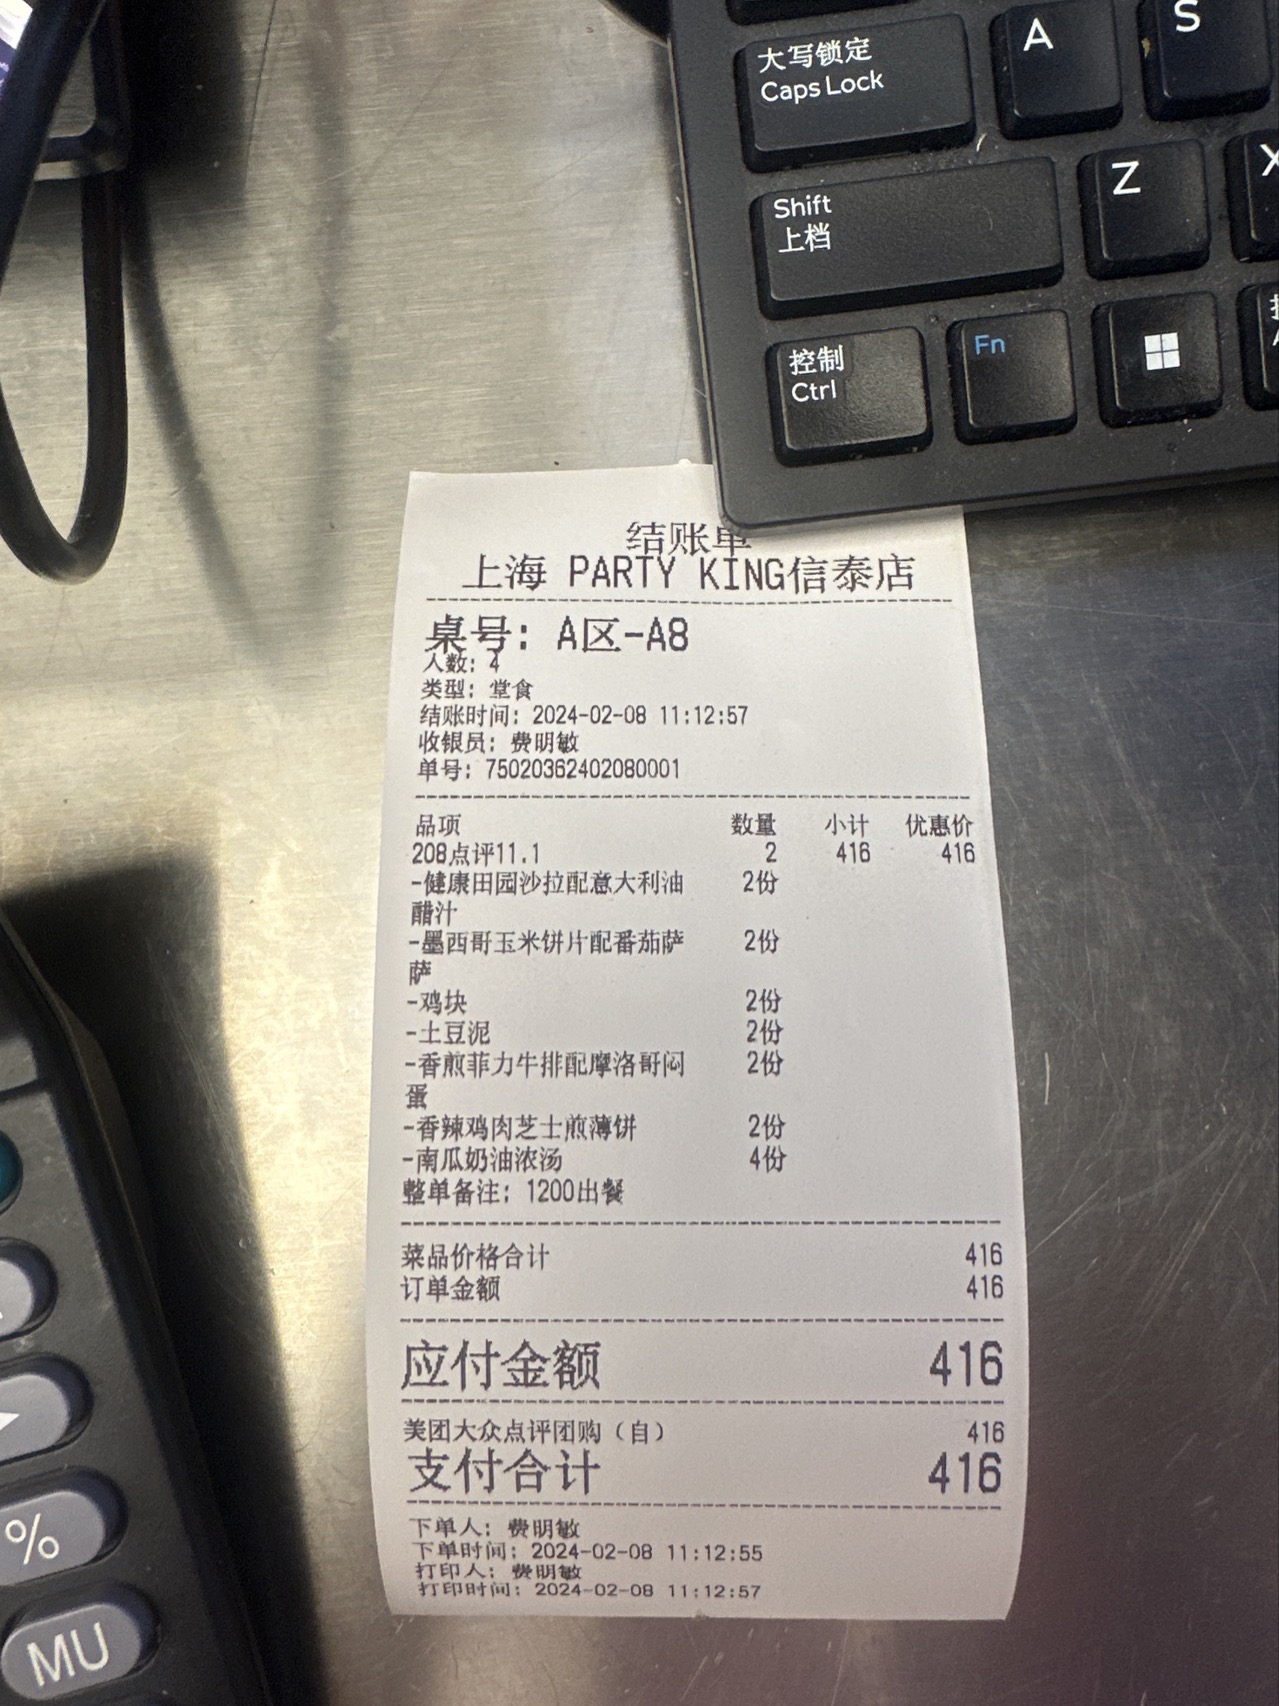 大写锁定
Caps Lock
A
S
Shift
上档
Z
X
控制
Ctrl
Fn
结账单
上海 PARTY KING信泰店
桌号: A区-A8
人数: 4
类型: 堂食
结账时间: 2024-02-08 11:12:57
收银员: 费明敏
单号: 75020362402080001
品项 数量 小计 优惠价
208点评11.1 2 416 416
-健康田园沙拉配意大利油 2份
醋汁
-墨西哥玉米饼片配番茄萨 2份
萨
-鸡块 2份
-土豆泥 2份
-香煎菲力牛排配摩洛哥闷 2份
蛋
-香辣鸡肉芝士煎薄饼 2份
-南瓜奶油浓汤 4份
整单备注: 1200出餐
菜品价格合计 416
订单金额 416
应付金额 416
美团大众点评团购（自） 416
支付合计 416
下单人: 费明敏
下单时间: 2024-02-08 11:12:55
打印人: 费明敏
打印时间: 2024-02-08 11:12:57
%
MU